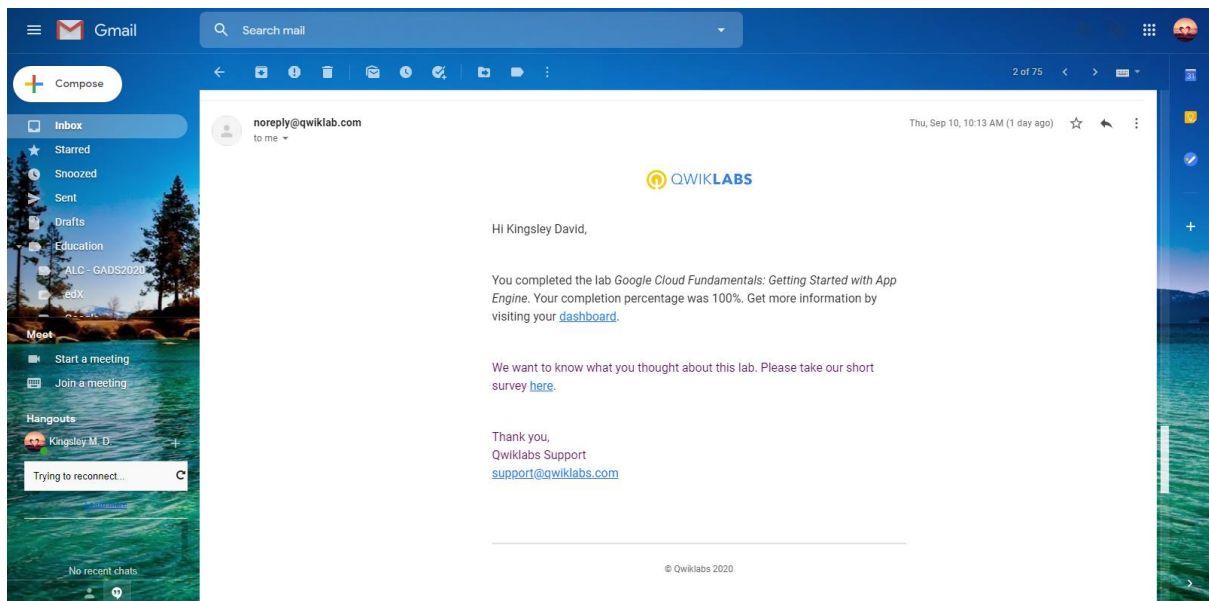 Gmail
Search mail
Compose
2 of 75
31
Inbox
Starred
Snoozed
Sent
Drafts
Education
ALC - GADS2020
edX
Meet
Start a meeting
Join a meeting
Hangouts
Kingsley M. D.
Trying to reconnect...
No recent chats
noreply@qwiklab.com
Thu, Sep 10, 10:13 AM (1 day ago)
to me
QWIKLABS
Hi Kingsley David,
You completed the lab Google Cloud Fundamentals: Getting Started with App
Engine. Your completion percentage was 100%. Get more information by
visiting your dashboard.
We want to know what you thought about this lab. Please take our short
survey here.
Thank you,
Qwiklabs Support
support@qwiklabs.com
© Qwiklabs 2020